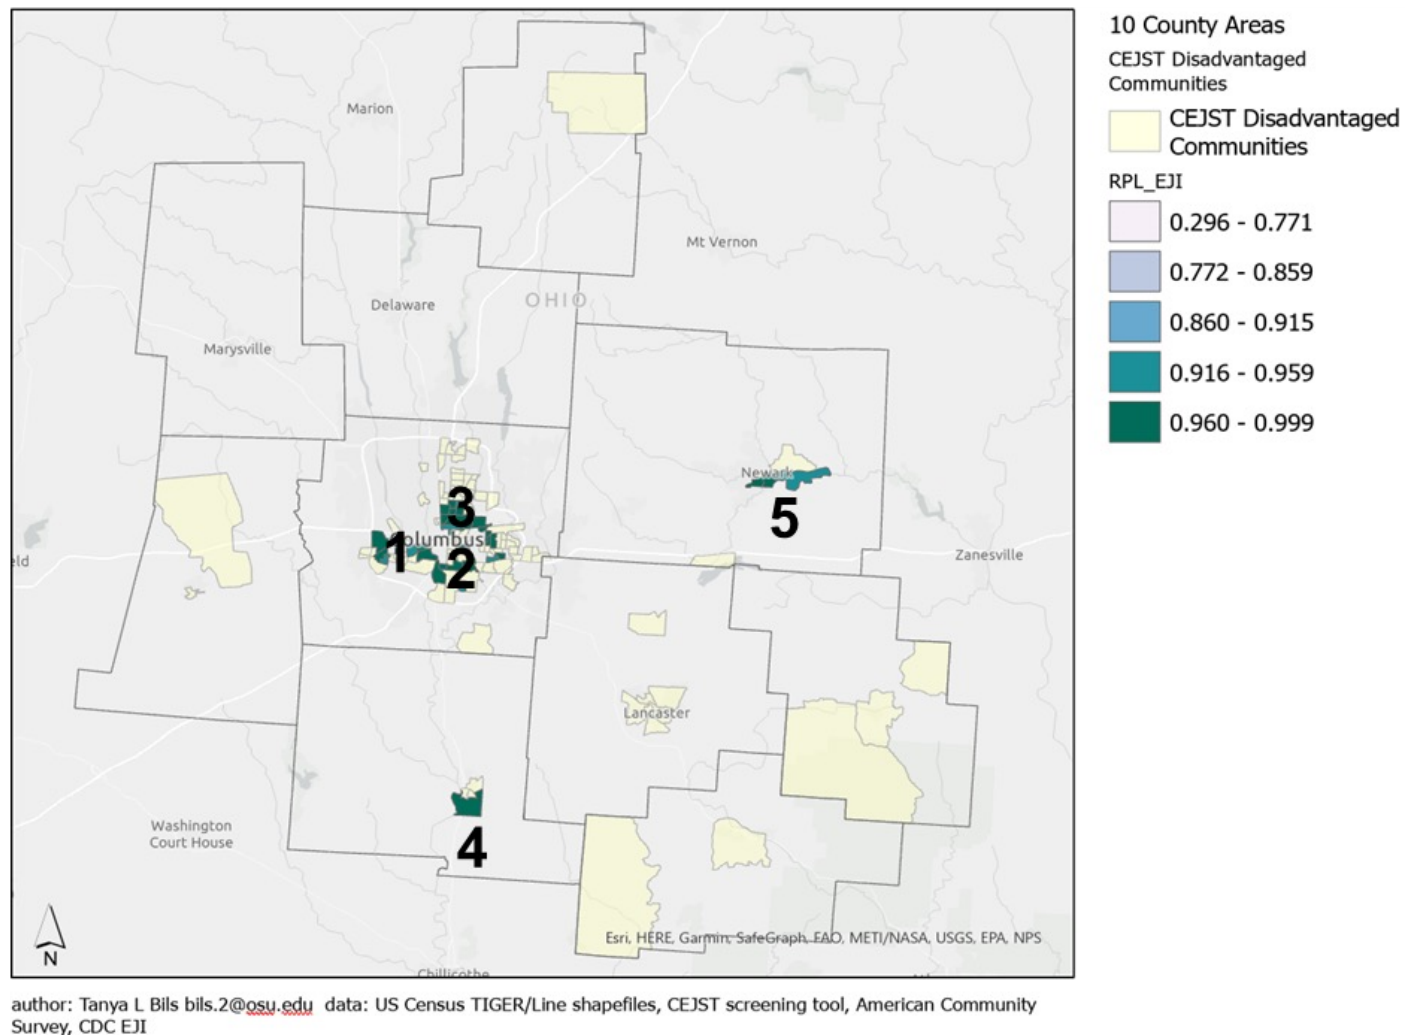 10 County Areas
CEJST Disadvantaged
Communities
CEJST Disadvantaged
Communities
RPL_EJI
0.296 - 0.771
0.772 - 0.859
0.860 - 0.915
0.916 - 0.959
0.960 - 0.999
Marion
Mt Vernon
OHIO
Delaware
Marysville
Newark
3
5
Columbus
1
2
Zanesville
eld
Lancaster
Washington
Court House
4
Esri, HERE, Garmin, SafeGraph, FAO, METI/NASA, USGS, EPA, NPS
N
Chillicothe
author: Tanya L Bils bils.2@osu.edu data: US Census TIGER/Line shapefiles, CEJST screening tool, American Community
Survey, CDC EJI